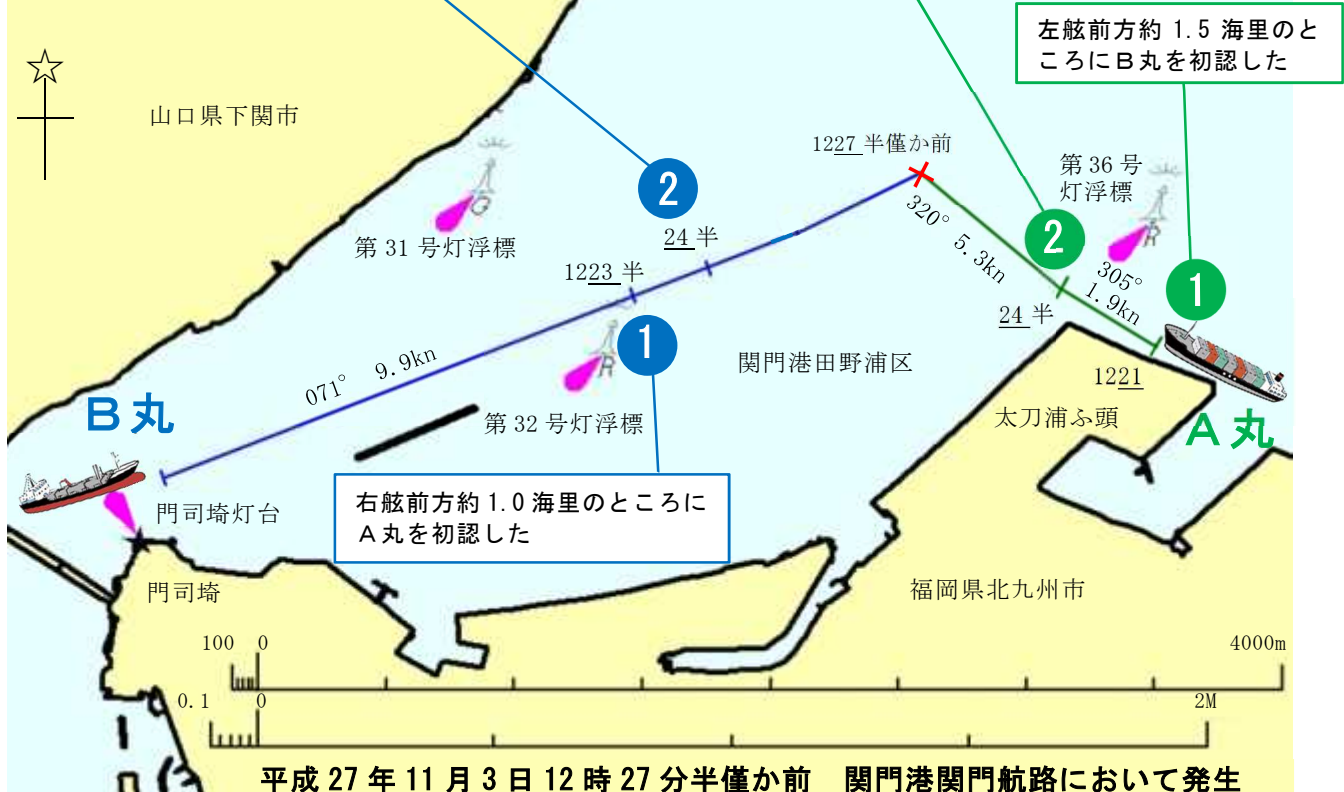 左舷前方約 1.5 海里のと
ころにB丸を初認した
山口県下関市
1227 半僅か前
第 36 号
灯浮標
2
R
320° 5.3kn
2
305°
1.9kn
1
G
第 31 号灯浮標
24 半
1223 半
24 半
1
R
関門港田野浦区
1221
071° 9.9kn
太刀浦ふ頭
B丸
第 32 号灯浮標
A丸
右舷前方約 1.0 海里のところに
A丸を初認した
門司埼灯台
門司埼
福岡県北九州市
100 0 4000m
0.1 0 2M
平成 27 年 11 月 3 日 12 時 27 分半僅か前 関門港関門航路において発生